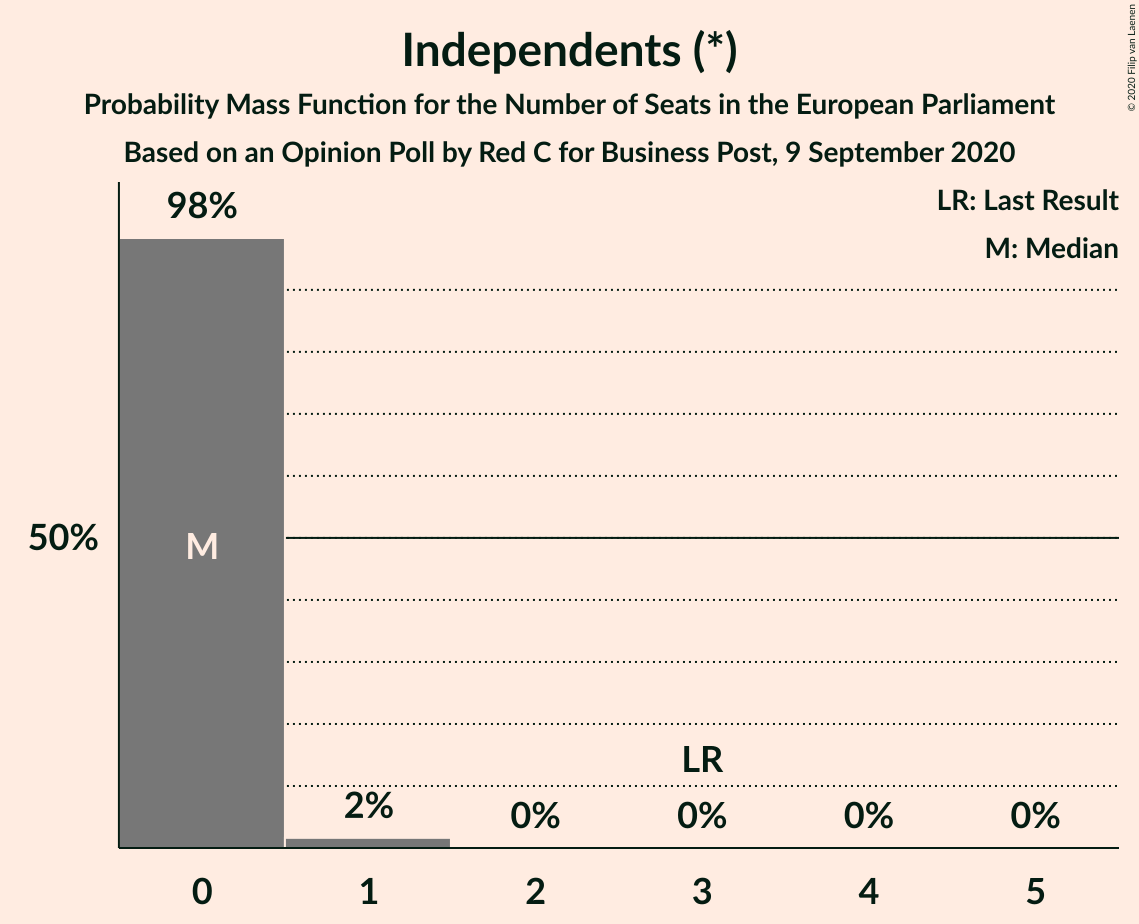 Independents (*)
Probability Mass Function for the Number of Seats in the European Parliament
Based on an Opinion Poll by Red C for Business Post, 9 September 2020
© 2020 Filip van Laenen
LR: Last Result
M: Median
98%
50%
M
LR
2%
0%
0%
0%
0%
0
1
2
3
4
5